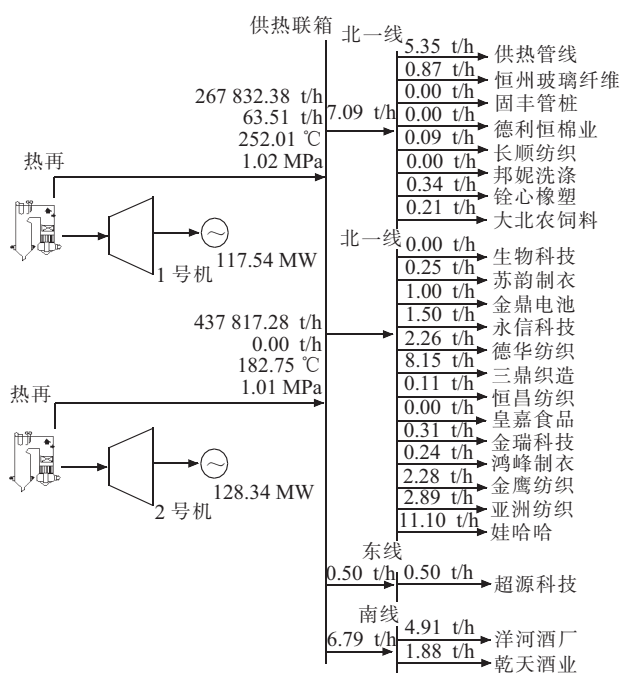 供热联箱
北一线
267 832.38 t/h
63.51 t/h
252.01 ℃
1.02 MPa
热再
1 号机
117.54 MW
7.09 t/h
5.35 t/h
供热管线
0.87 t/h
恒州玻璃纤维
0.00 t/h
固丰管桩
0.00 t/h
德利恒棉业
0.09 t/h
长顺纺织
0.00 t/h
邦妮洗涤
0.34 t/h
铨心橡塑
0.21 t/h
大北农饲料
北一线
437 817.28 t/h
0.00 t/h
182.75 ℃
1.01 MPa
热再
2 号机
128.34 MW
0.00 t/h
生物科技
0.25 t/h
苏韵制衣
1.00 t/h
金鼎电池
1.50 t/h
永信科技
2.26 t/h
德华纺织
8.15 t/h
三鼎织造
0.11 t/h
恒昌纺织
0.00 t/h
皇嘉食品
0.31 t/h
金瑞科技
0.24 t/h
鸿峰制衣
2.28 t/h
金鹰纺织
2.89 t/h
亚洲纺织
11.10 t/h
娃哈哈
东线
0.50 t/h
0.50 t/h
超源科技
南线
6.79 t/h
4.91 t/h
洋河酒厂
1.88 t/h
乾天酒业